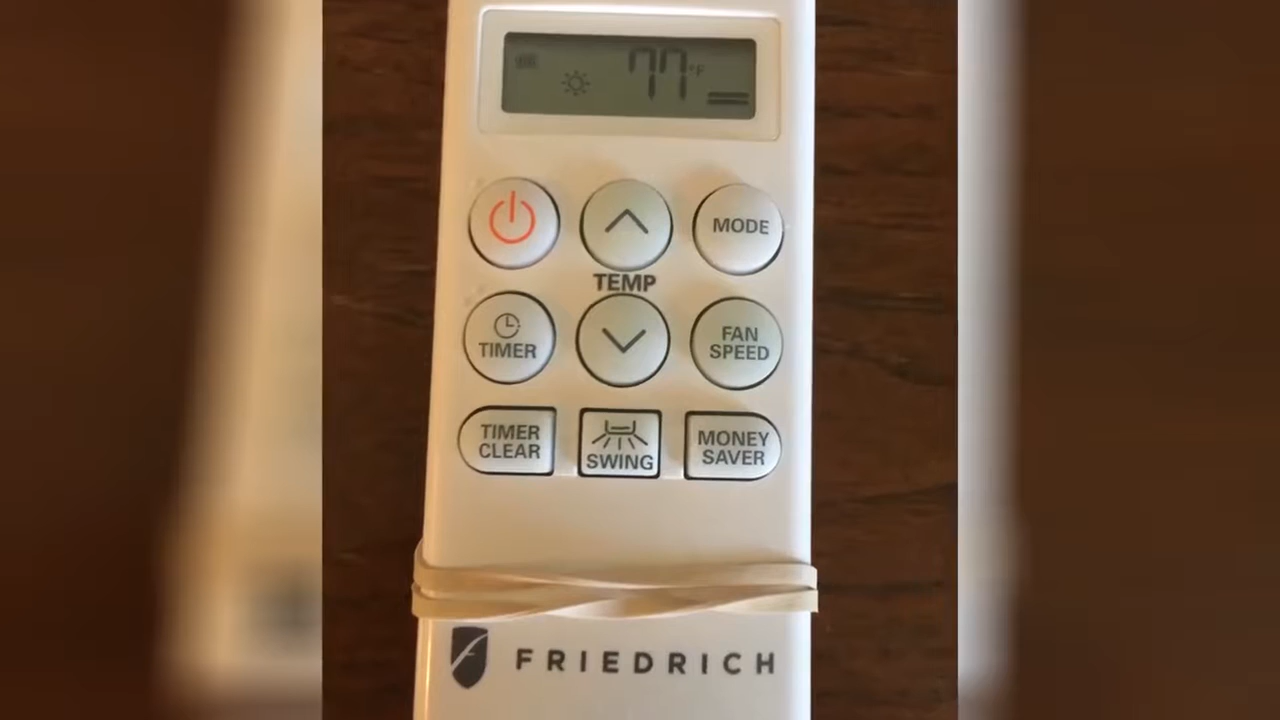 77°F
MODE
TEMP
TIMER
FAN
SPEED
TIMER
CLEAR
SWING
MONEY
SAVER
FRIEDRICH